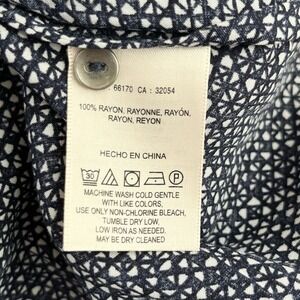 66170 CA : 32054
100% RAYON, RAYONNE, RAYÓN,
RAYON, REYON
HECHO EN CHINA
30
MACHINE WASH COLD GENTLE
WITH LIKE COLORS,
USE ONLY NON-CHLORINE BLEACH,
TUMBLE DRY LOW,
LOW IRON AS NEEDED.
MAY BE DRY CLEANED